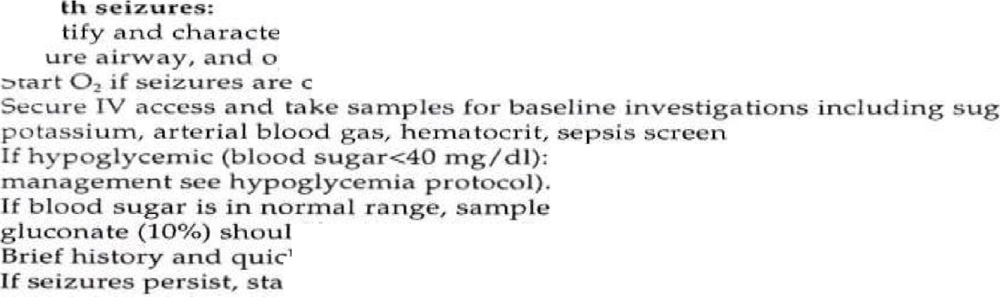 th seizures:
tify and characte
ure airway, and o
Start O₂ if seizures are c
Secure IV access and take samples for baseline investigations including sug
potassium, arterial blood gas, hematocrit, sepsis screen
If hypoglycemic (blood sugar<40 mg/dl):
management see hypoglycemia protocol).
If blood sugar is in normal range, sample
gluconate (10%) shoul
Brief history and quic
If seizures persist, sta